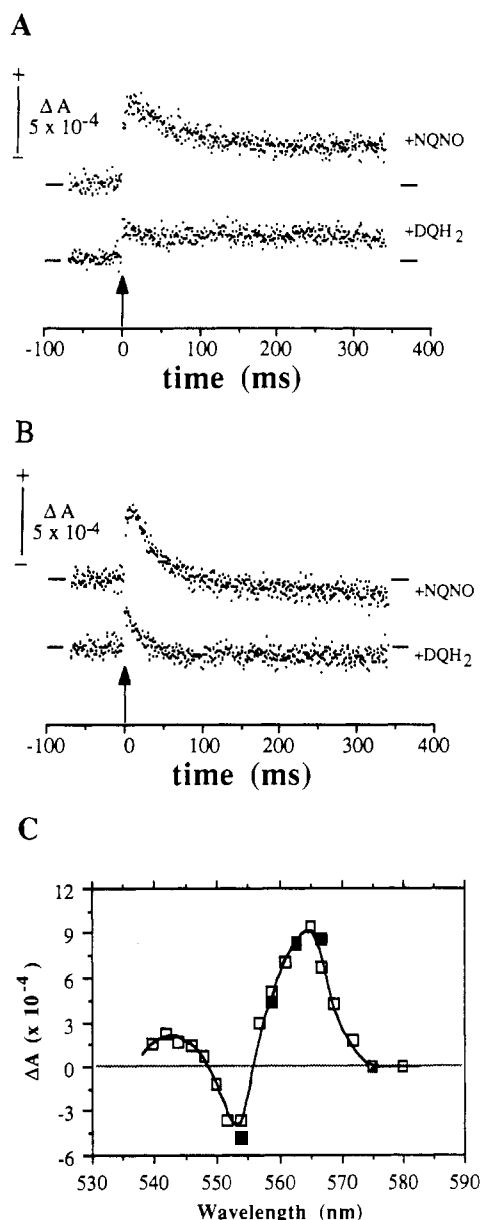 A
+
Δ A
5 x 10-4
–
+NQNO
+DQH2
-100 0 100 200 300 400
time (ms)
B
+
Δ A
5 x 10-4
–
+NQNO
+DQH2
-100 0 100 200 300 400
time (ms)
C
12
9
6
3
0
-3
-6
ΔA (x 10-4)
530 540 550 560 570 580 590
Wavelength (nm)